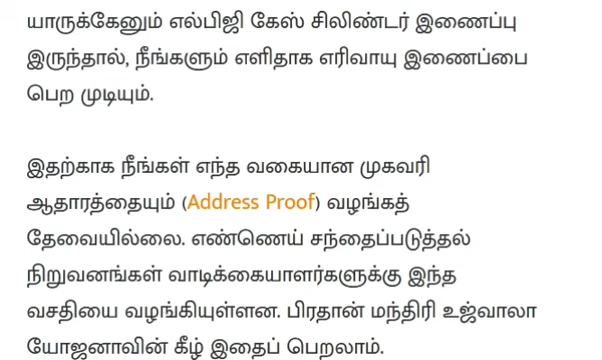 யாருக்கேனும் எல்பிஜி கேஸ் சிலிண்டர் இணைப்பு
இருந்தால், நீங்களும் எளிதாக எரிவாயு இணைப்பை
பெற முடியும்.
இதற்காக நீங்கள் எந்த வகையான முகவரி
ஆதாரத்தையும் (Address Proof) வழங்கத்
தேவையில்லை. எண்ணெய் சந்தைப்படுத்தல்
நிறுவனங்கள் வாடிக்கையாளர்களுக்கு இந்த
வசதியை வழங்கியுள்ளன. பிரதான் மந்திரி உஜ்வாலா
யோஜனாவின் கீழ் இதைப் பெறலாம்.